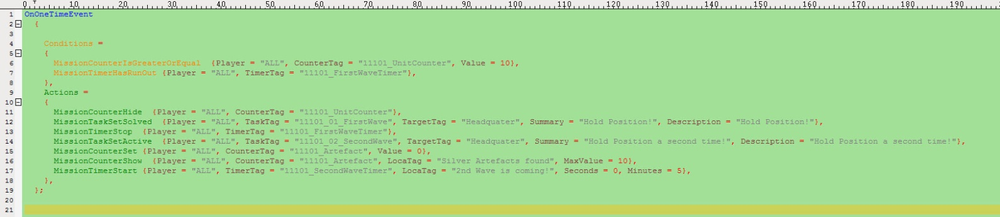 0 10 20 30 40 50 60 70 80 90 100 110 120 130 140 150 160 170 180 190
1 OnOneTimeEvent
2 {
3
4 Conditions =
5 {
6 MissionCounterIsGreaterOrEqual {Player = "ALL", CounterTag = "11101_UnitCounter", Value = 10},
7 MissionTimerHasRunOut {Player = "ALL", TimerTag = "11101_FirstWaveTimer"},
8 },
9 Actions =
10 {
11 MissionCounterHide {Player = "ALL", CounterTag = "11101_UnitCounter"},
12 MissionTaskSetSolved {Player = "ALL", TaskTag = "11101_01_FirstWave", TargetTag = "Headquater", Summary = "Hold Position!", Description = "Hold Position!"},
13 MissionTimerStop {Player = "ALL", TimerTag = "11101_FirstWaveTimer"},
14 MissionTaskSetActive {Player = "ALL", TaskTag = "11101_02_SecondWave", TargetTag = "Headquater", Summary = "Hold Position a second time!", Description = "Hold Position a second time!"},
15 MissionCounterSet {Player = "ALL", CounterTag = "11101_Artefact", Value = 0},
16 MissionCounterShow {Player = "ALL", CounterTag = "11101_Artefact", LocaTag = "Silver Artefacts found", MaxValue = 10},
17 MissionTimerStart {Player = "ALL", TimerTag = "11101_SecondWaveTimer", LocaTag = "2nd Wave is coming!", Seconds = 0, Minutes = 5},
18 },
19 };
20
21